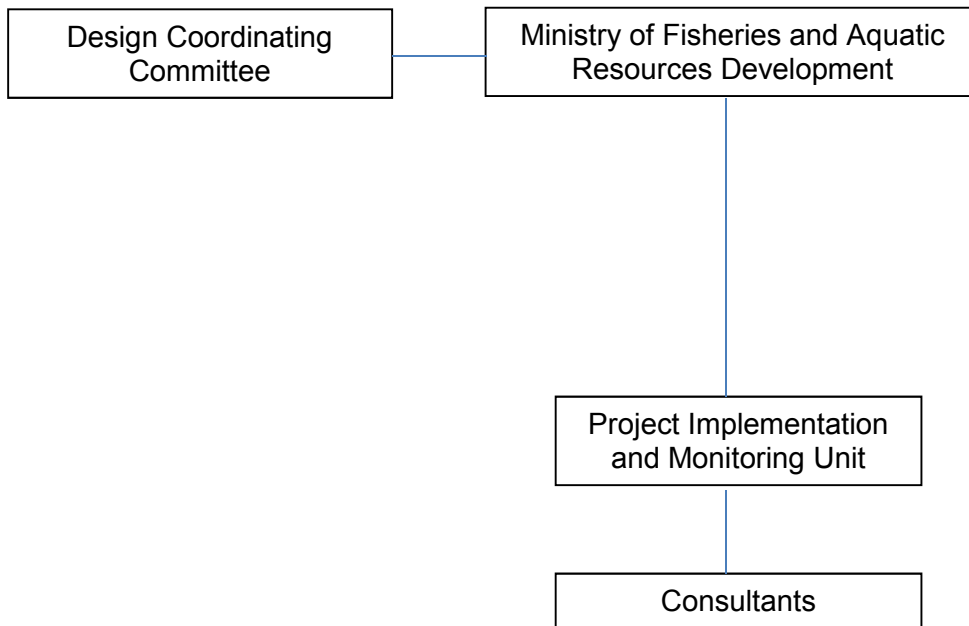 Design Coordinating
Committee
Ministry of Fisheries and Aquatic
Resources Development
Project Implementation
and Monitoring Unit
Consultants